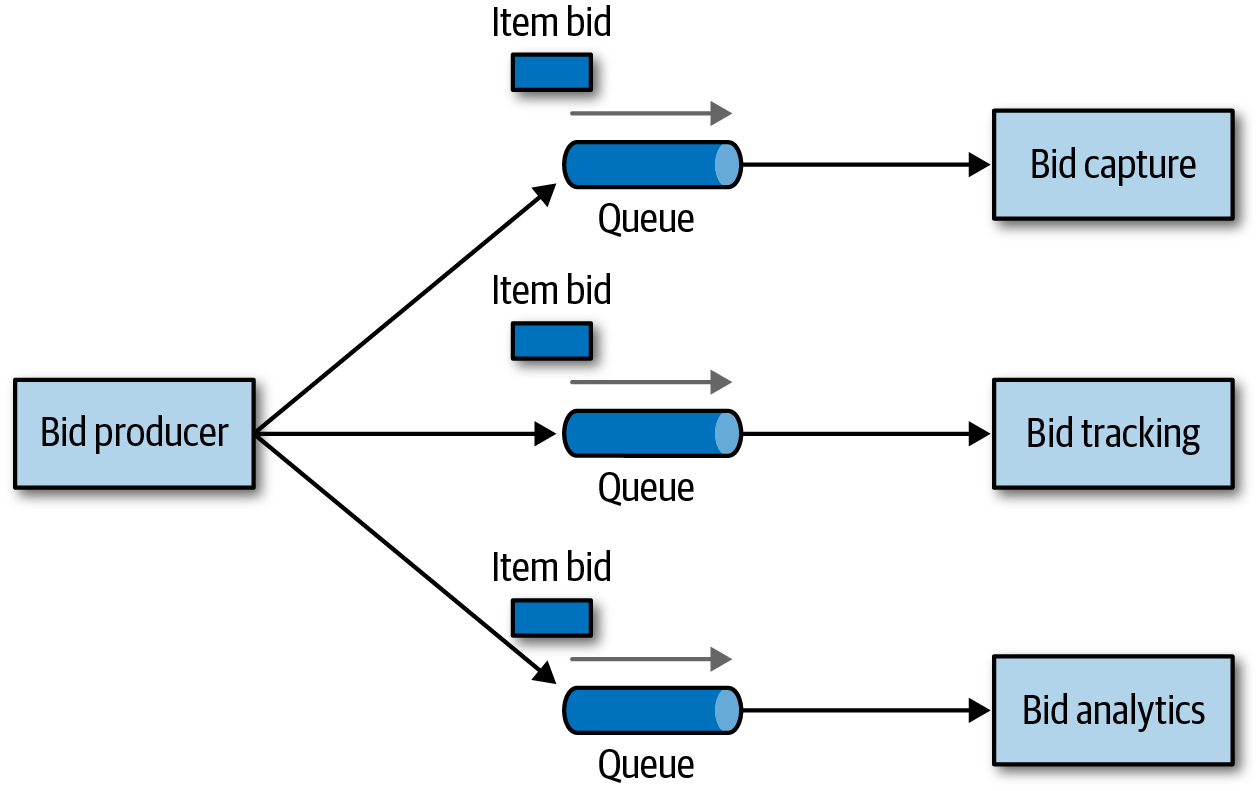 Item bid
Queue
Bid capture
Item bid
Bid producer
Queue
Bid tracking
Item bid
Queue
Bid analytics